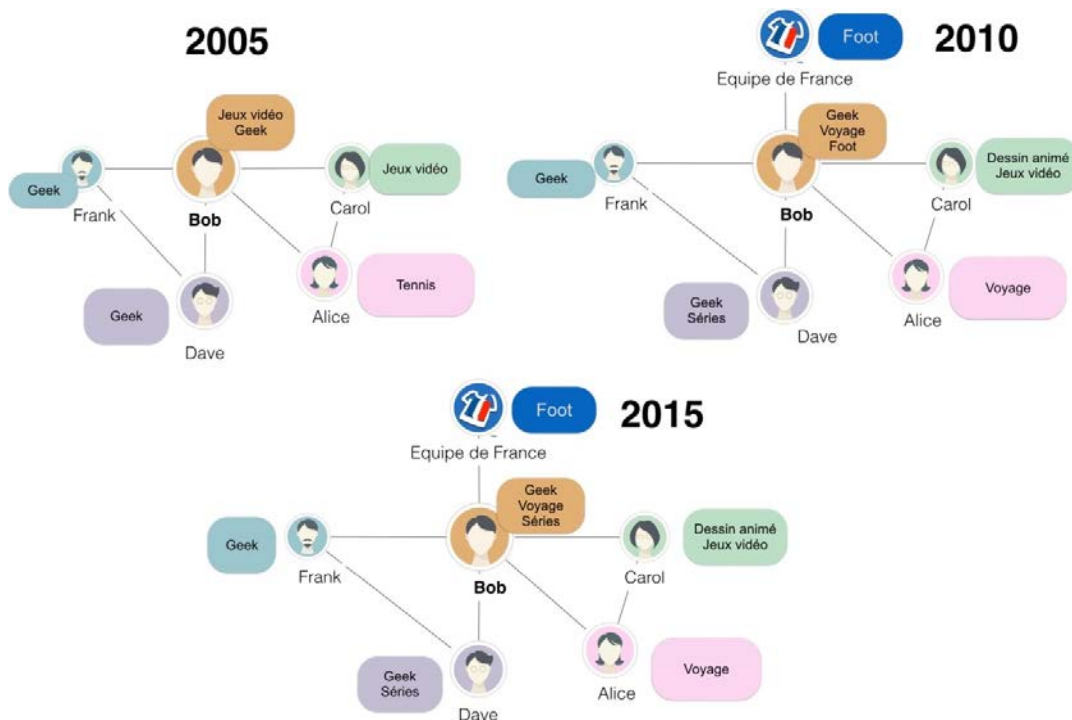 2005
Jeux vidéo
Geek
Geek
Jeux vidéo
Frank
Bob
Carol
Geek
Tennis
Dave
Alice
2010
Foot
Equipe de France
Geek
Voyage
Foot
Geek
Dessin animé
Jeux vidéo
Frank
Bob
Carol
Geek
Séries
Voyage
Dave
Alice
2015
Foot
Equipe de France
Geek
Voyage
Séries
Geek
Dessin animé
Jeux vidéo
Frank
Bob
Carol
Geek
Séries
Voyage
Dave
Alice